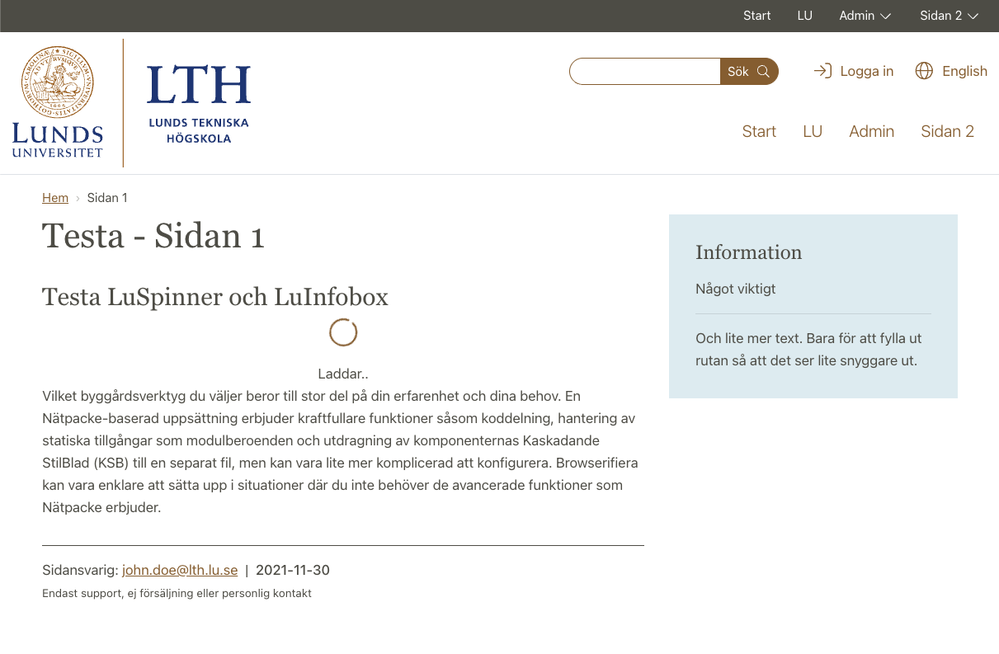 Start LU Admin Sidan 2
SIGILLVM VNIVERSITATIS GOTHORVM CAROLINÆ
AD VTRVMQVE
1666
LUNDS
UNIVERSITET
LTH
LUNDS TEKNISKA
HÖGSKOLA
Sök
Logga in
English
Start LU Admin Sidan 2
Hem › Sidan 1
Testa - Sidan 1
Testa LuSpinner och LuInfobox
Laddar..
Vilket byggårdsverktyg du väljer beror till stor del på din erfarenhet och dina behov. En
Nätpacke-baserad uppsättning erbjuder kraftfullare funktioner såsom koddelning, hantering av
statiska tillgångar som modulberoenden och utdragning av komponenternas Kaskadande
StilBlad (KSB) till en separat fil, men kan vara lite mer komplicerad att konfigurera. Browserifiera
kan vara enklare att sätta upp i situationer där du inte behöver de avancerade funktioner som
Nätpacke erbjuder.
Sidansvarig: john.doe@lth.lu.se | 2021-11-30
Endast support, ej försäljning eller personlig kontakt
Information
Något viktigt
Och lite mer text. Bara för att fylla ut
rutan så att det ser lite snyggare ut.